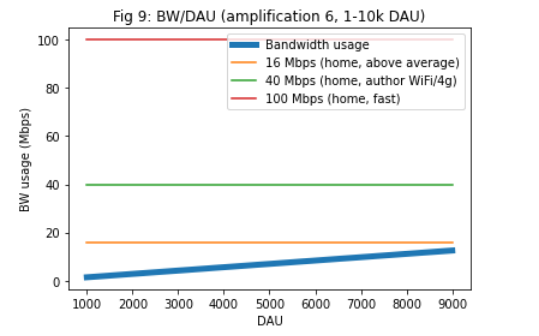 Fig 9: BW/DAU (amplification 6, 1-10k DAU)
100
80
60
40
20
0
BW usage (Mbps)
Bandwidth usage
16 Mbps (home, above average)
40 Mbps (home, author WiFi/4g)
100 Mbps (home, fast)
1000 2000 3000 4000 5000 6000 7000 8000 9000
DAU